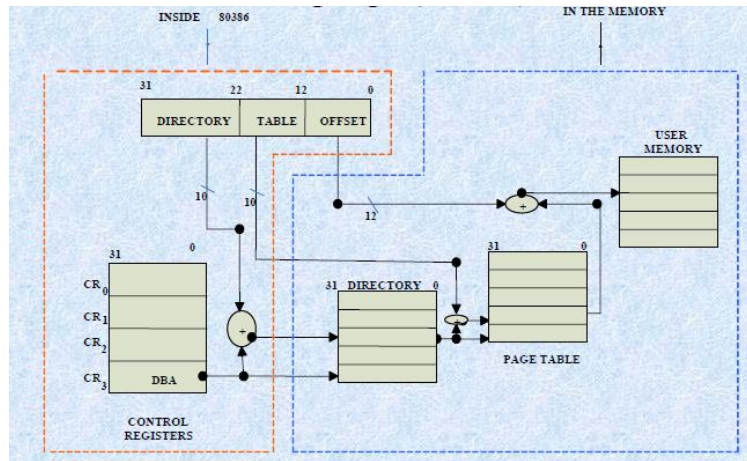 INSIDE 80386
IN THE MEMORY
31 22 12 0
DIRECTORY TABLE OFFSET
USER
MEMORY
10 10
12
31 0
31 0
CR0
CR1
CR2
CR3 DBA
31 DIRECTORY 0
+
+
+
PAGE TABLE
CONTROL
REGISTERS